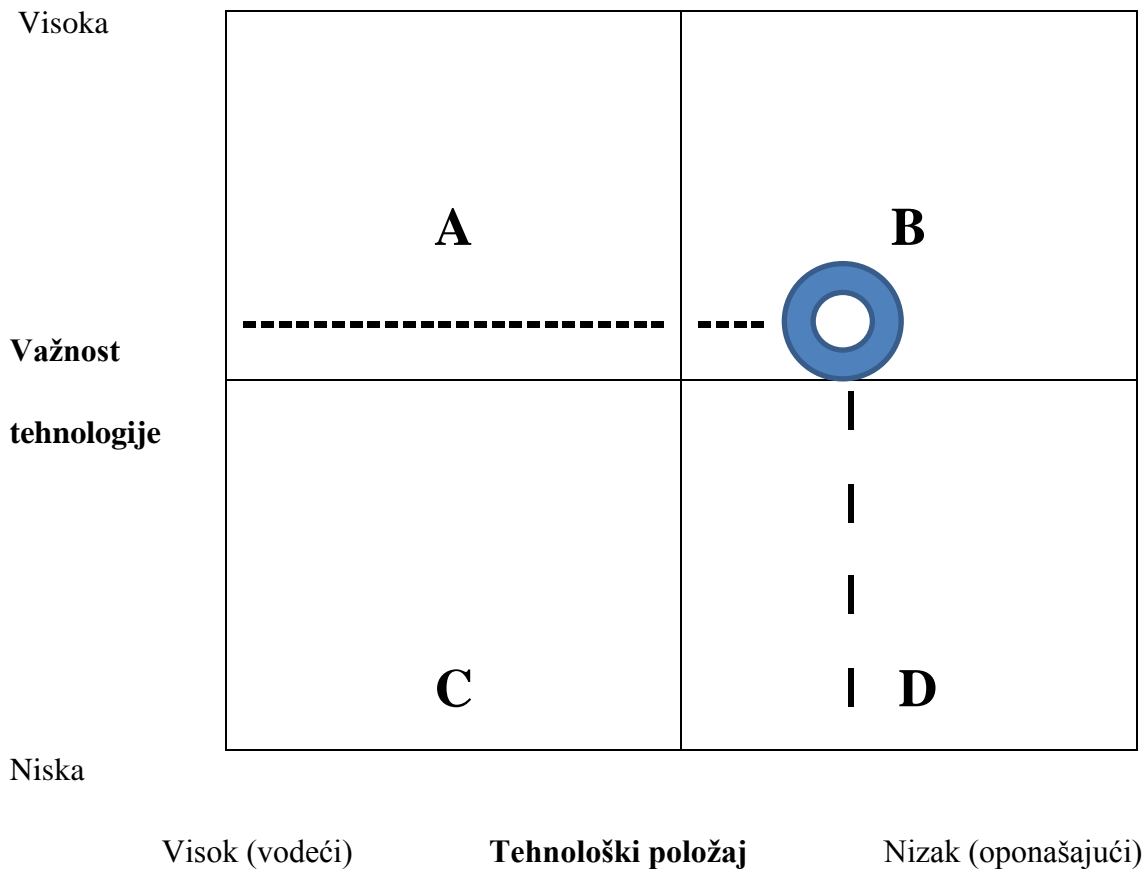 Visoka
A B
Važnost
tehnologije
C D
Niska
Visok (vodeći) Tehnološki položaj Nizak (oponašajući)